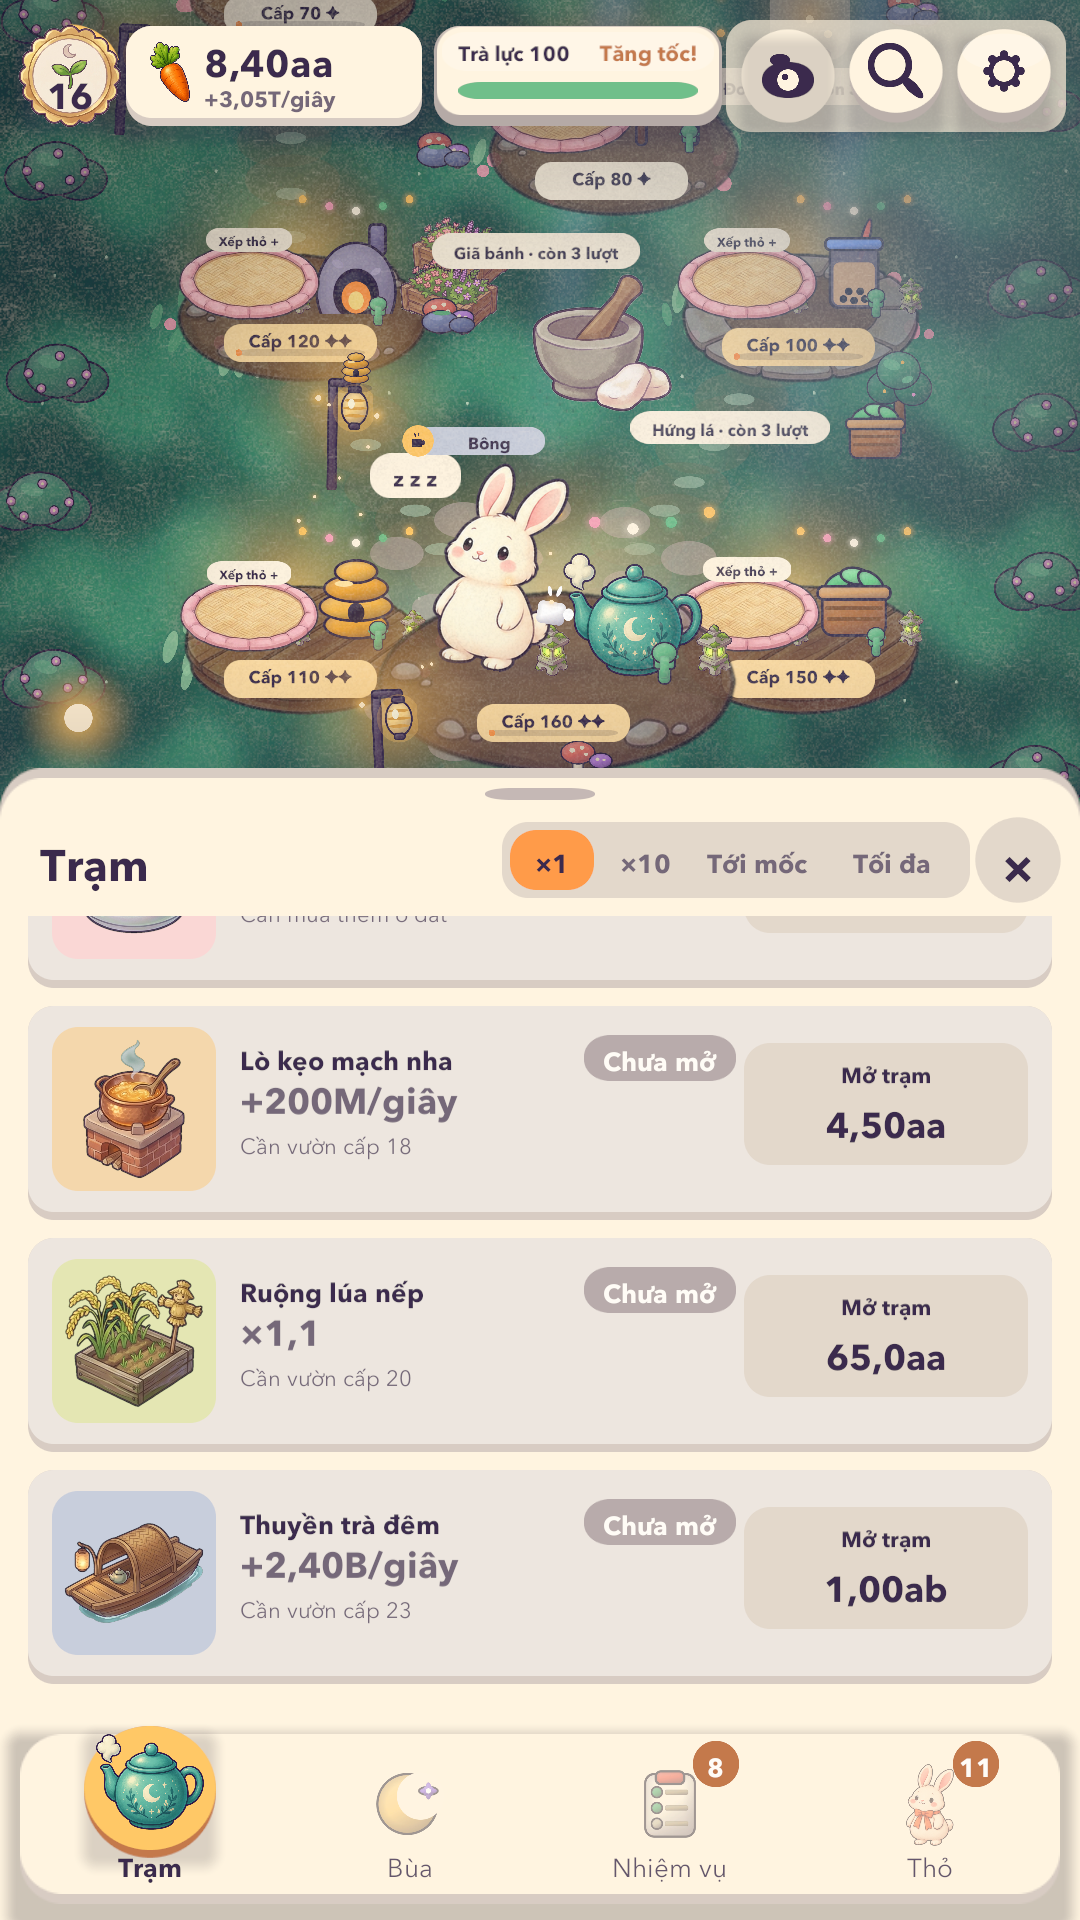 Cấp 70 ✦
16
8,40aa
+3,05T/giây
Trà lực 100
Tăng tốc!
Cấp 80 ✦
Xếp thỏ +
Giã bánh · còn 3 lượt
Xếp thỏ +
Cấp 120 ✦✦
Cấp 100 ✦✦
Hứng lá · còn 3 lượt
Bông
z z z
Xếp thỏ +
Xếp thỏ +
Cấp 110 ✦✦
Cấp 150 ✦✦
Cấp 160 ✦✦
Trạm
×1
×10
Tới mốc
Tối đa
×
Cần mua thêm ô đất
Lò kẹo mạch nha
Chưa mở
+200M/giây
Cần vườn cấp 18
Mở trạm
4,50aa
Ruộng lúa nếp
Chưa mở
×1,1
Cần vườn cấp 20
Mở trạm
65,0aa
Thuyền trà đêm
Chưa mở
+2,40B/giây
Cần vườn cấp 23
Mở trạm
1,00ab
8
11
Trạm
Bùa
Nhiệm vụ
Thỏ